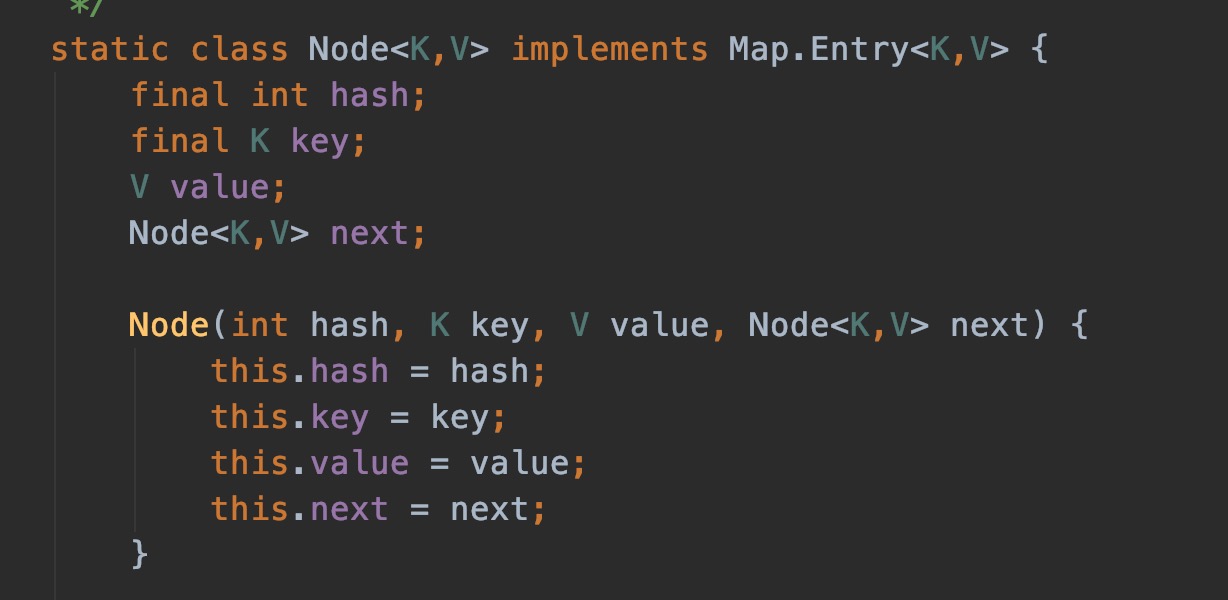 */
static class Node<K,V> implements Map.Entry<K,V> {
final int hash;
final K key;
V value;
Node<K,V> next;
Node(int hash, K key, V value, Node<K,V> next) {
this.hash = hash;
this.key = key;
this.value = value;
this.next = next;
}